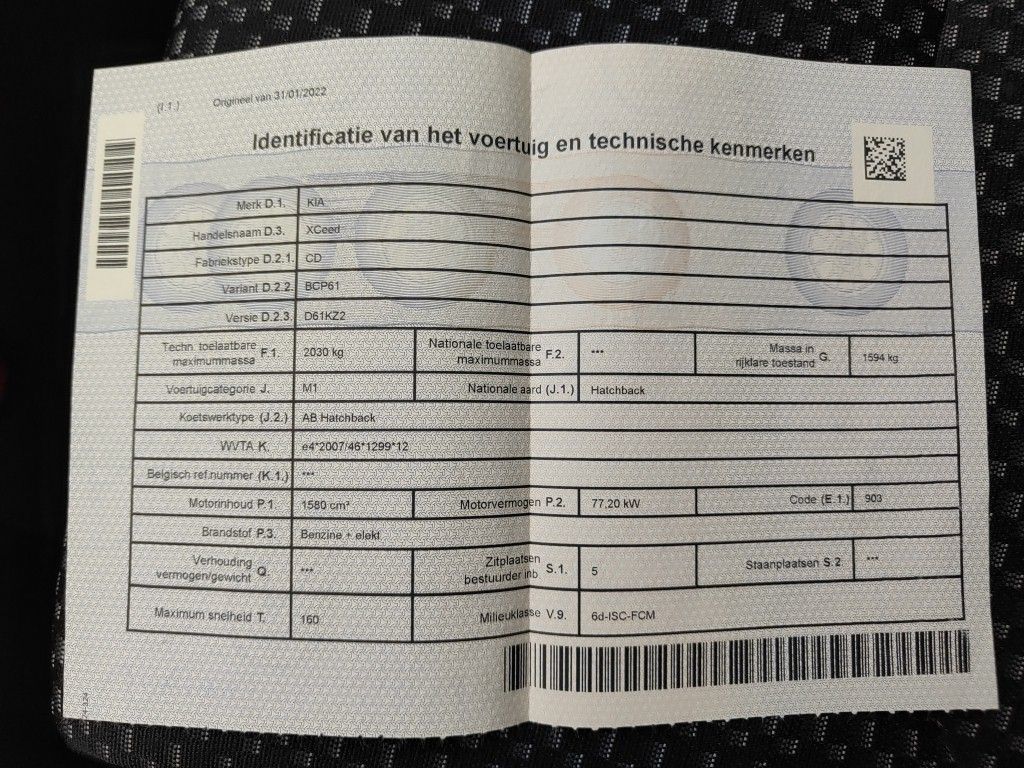 (I.1.) Origineel van 31/01/2022
Identificatie van het voertuig en technische kenmerken
Merk D.1. KIA
Handelsnaam D.3. XCeed
Fabriekstype D.2.1. CD
Variant D.2.2. BCP61
Versie D.2.3. D61KZ2
Techn. toelaatbare maximummassa F.1. 2030 kg Nationale toelaatbare maximummassa F.2. *** Massa in rijklare toestand G. 1594 kg
Voertuigcategorie J. M1 Nationale aard (J.1.) Hatchback
Koetswerktype (J.2.) AB Hatchback
WVTA K. e4*2007/46*1299*12
Belgisch ref.nummer (K.1.) ***
Motorinhoud P.1. 1580 cm³ Motorvermogen P.2. 77,20 kW Code (E.1.) 903
Brandstof P.3. Benzine + elekt
Verhouding vermogen/gewicht Q. *** Zitplaatsen bestuurder inb S.1. 5 Staanplaatsen S.2. ***
Maximum snelheid T. 160 Milieuklasse V.9. 6d-ISC-FCM